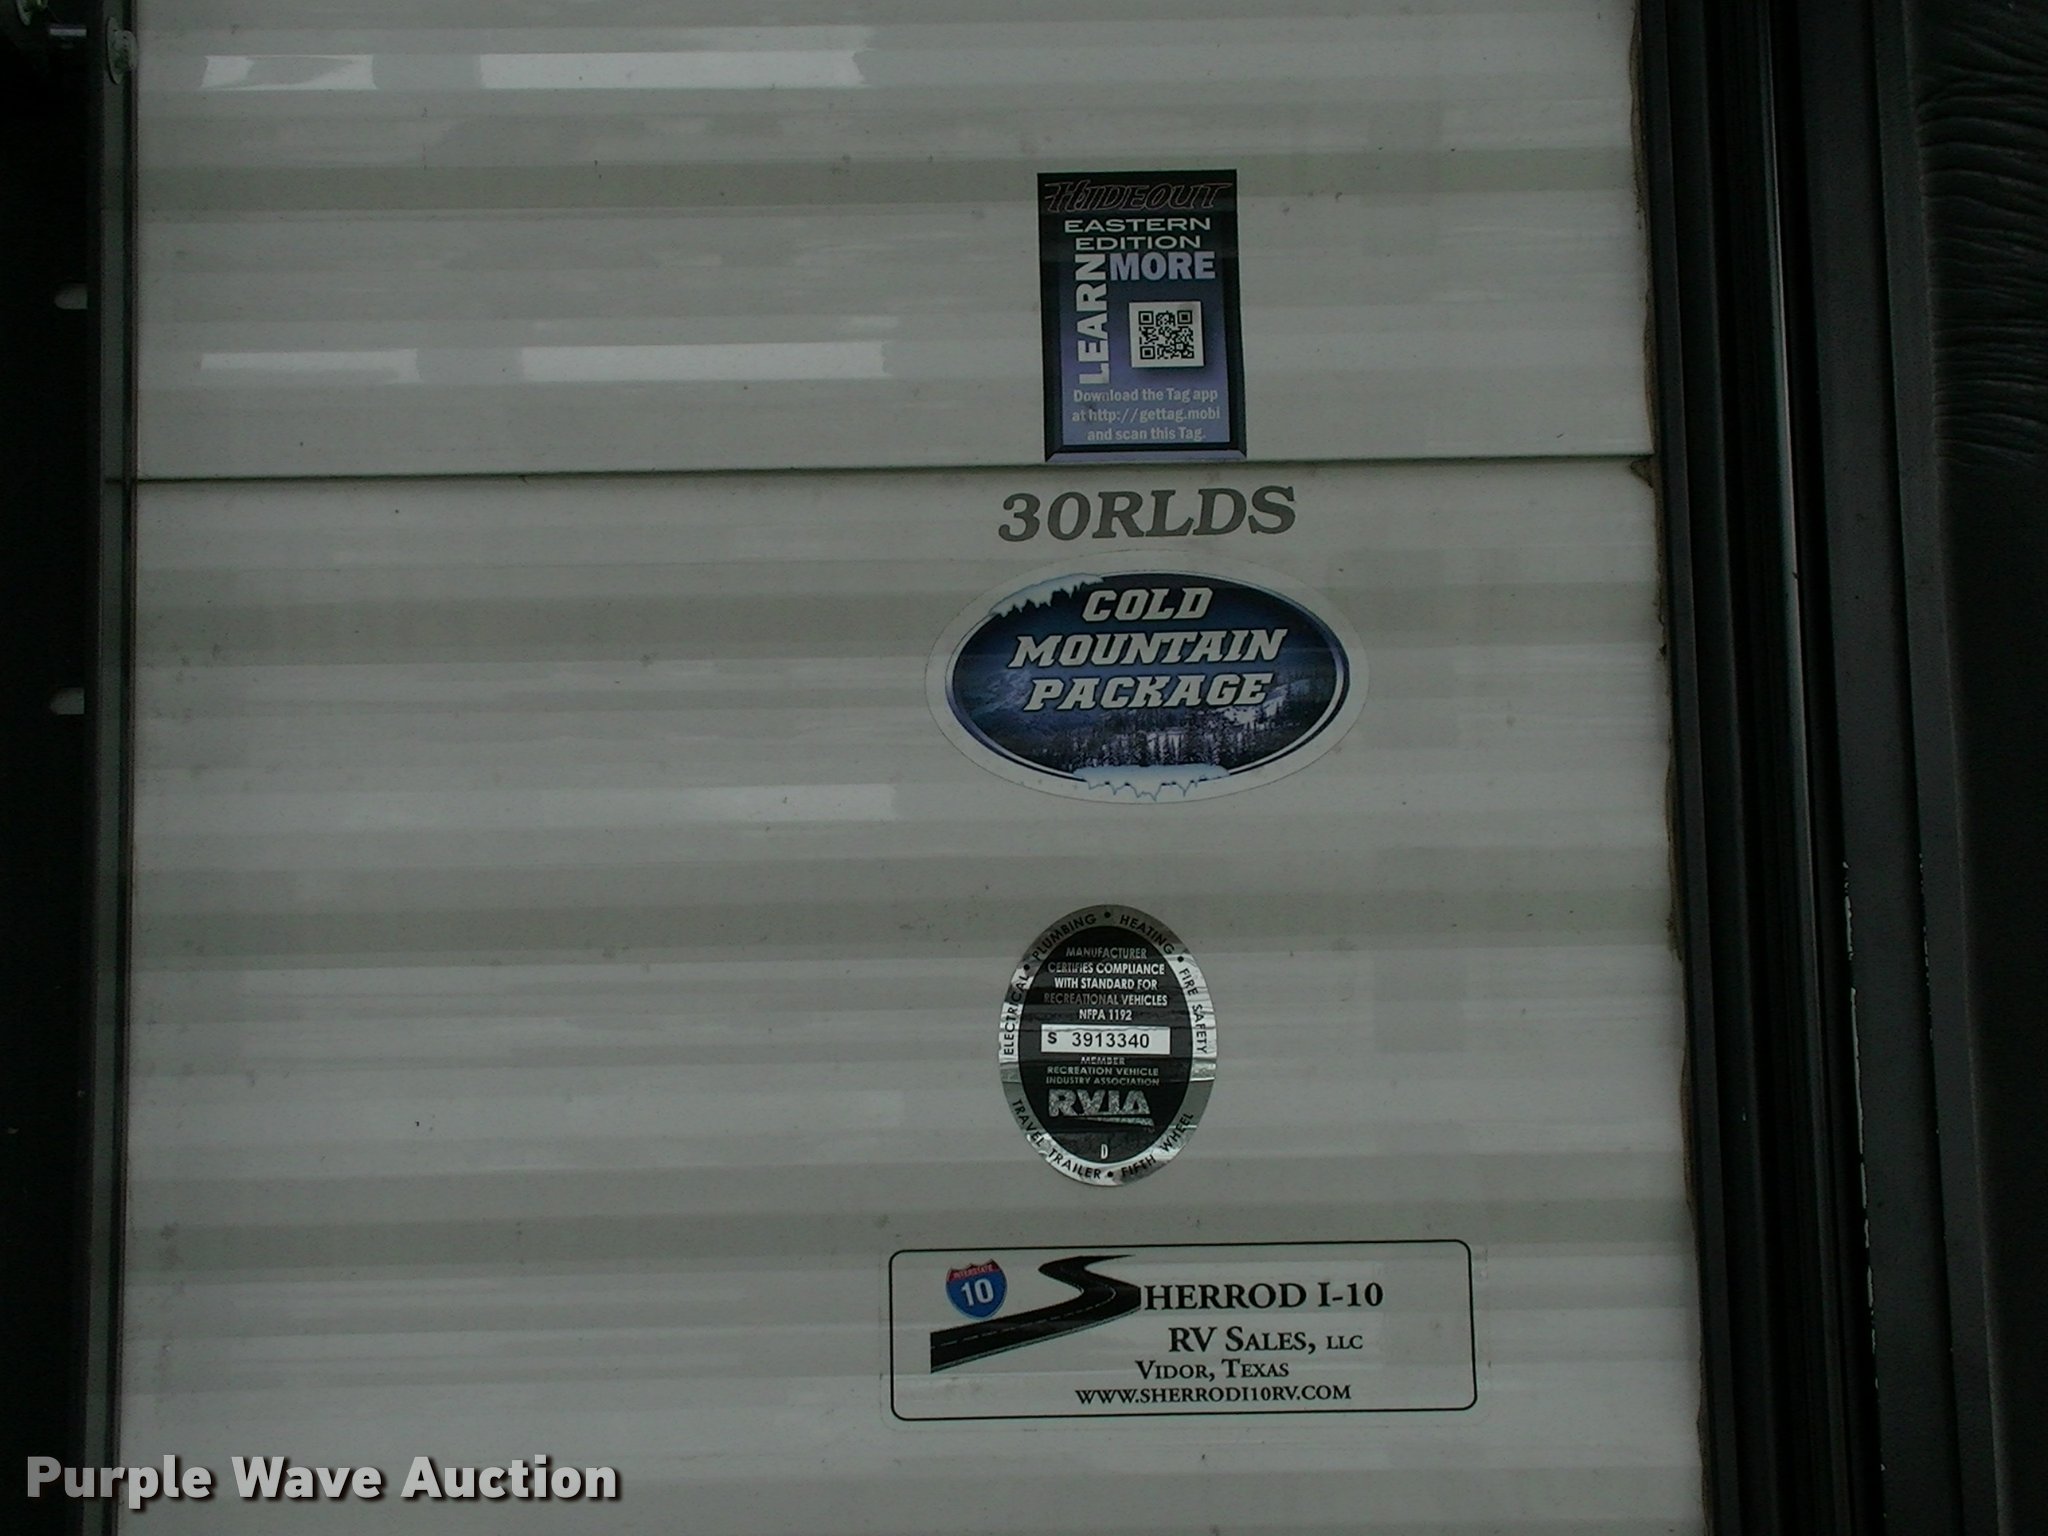 HIDEOUT
EASTERN
EDITION
LEARN
MORE
Download the Tag app
at http://gettag.mobi
and scan this Tag.
30RLDS
COLD
MOUNTAIN
PACKAGE
ELECTRICAL • PLUMBING • HEATING • FIRE SAFETY
MANUFACTURER
CERTIFIES COMPLIANCE
WITH STANDARD FOR
RECREATIONAL VEHICLES
NFPA 1192
S 3913340
MEMBER
RECREATION VEHICLE
INDUSTRY ASSOCIATION
RVIA
D
TRAVEL TRAILER • FIFTH WHEEL
INTERSTATE
10
SHERROD I-10
RV SALES, LLC
VIDOR, TEXAS
WWW.SHERRODI10RV.COM
Purple Wave Auction